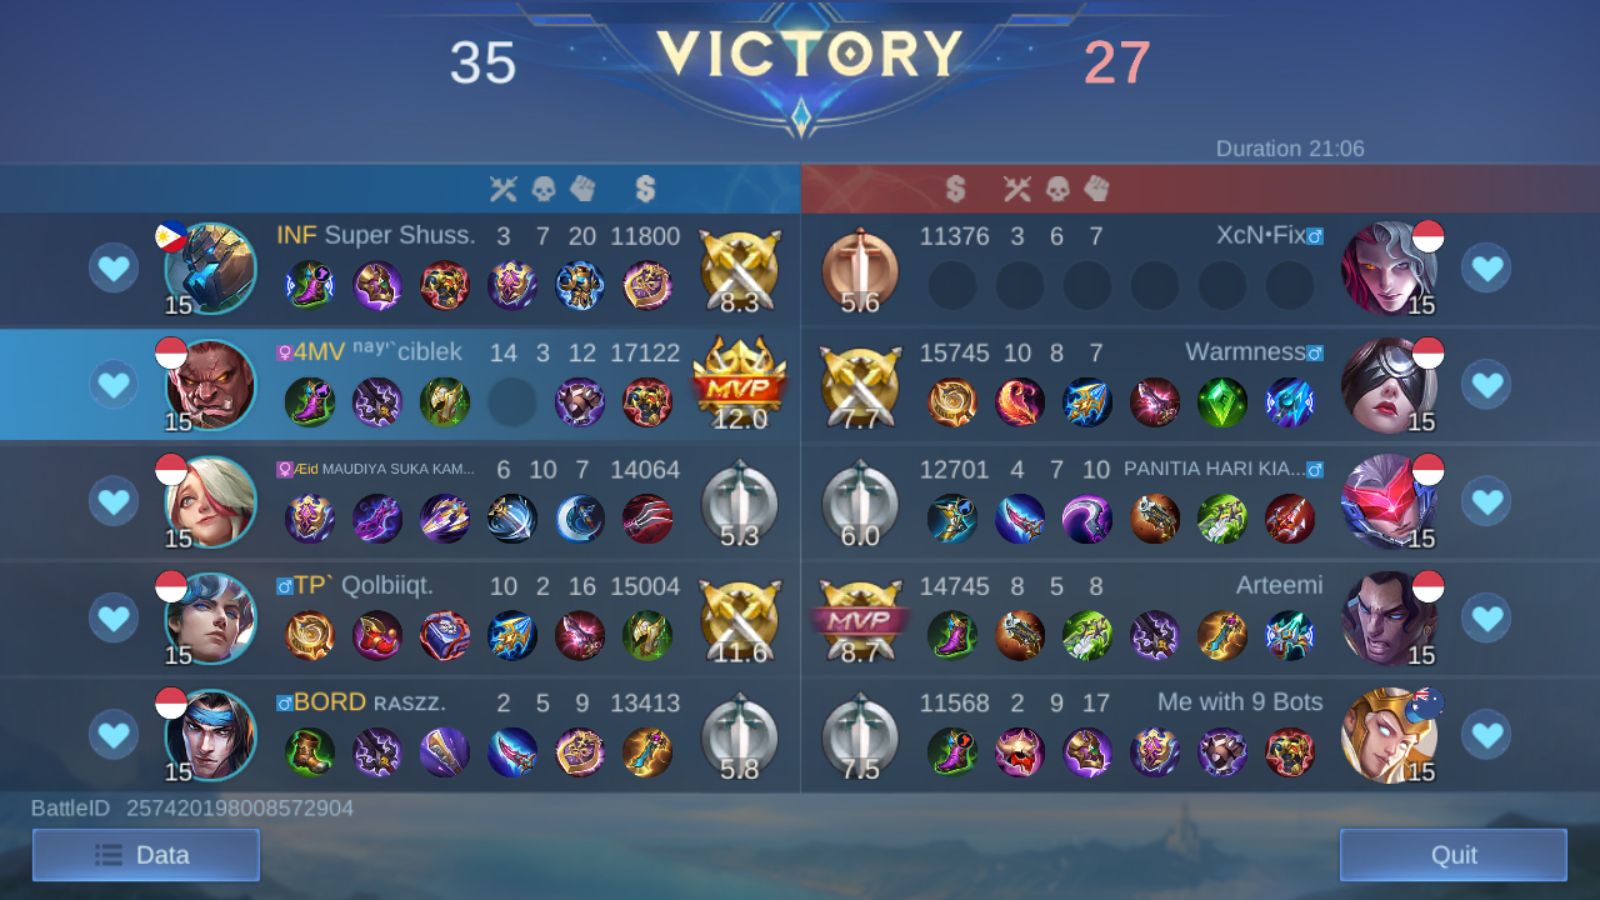 35 VICTORY 27
Duration 21:06
INF Super Shuss. 3 7 20 11800
15 8.3
11376 3 6 7 XcN•Fix
5.6 15
4MV ⁿᵃʸ'`ciblek 14 3 12 17122
15 MVP 12.0
15745 10 8 7 Warmness
7.7 15
Æid MAUDIYA SUKA KAM... 6 10 7 14064
15 5.3
12701 4 7 10 PANITIA HARI KIA...
6.0 15
TP` Qolbiiqt. 10 2 16 15004
15 11.6
14745 8 5 8 Arteemi
MVP 8.7 15
BORD RASZZ. 2 5 9 13413
15 5.8
11568 2 9 17 Me with 9 Bots
7.5 15
BattleID 257420198008572904
Data Quit